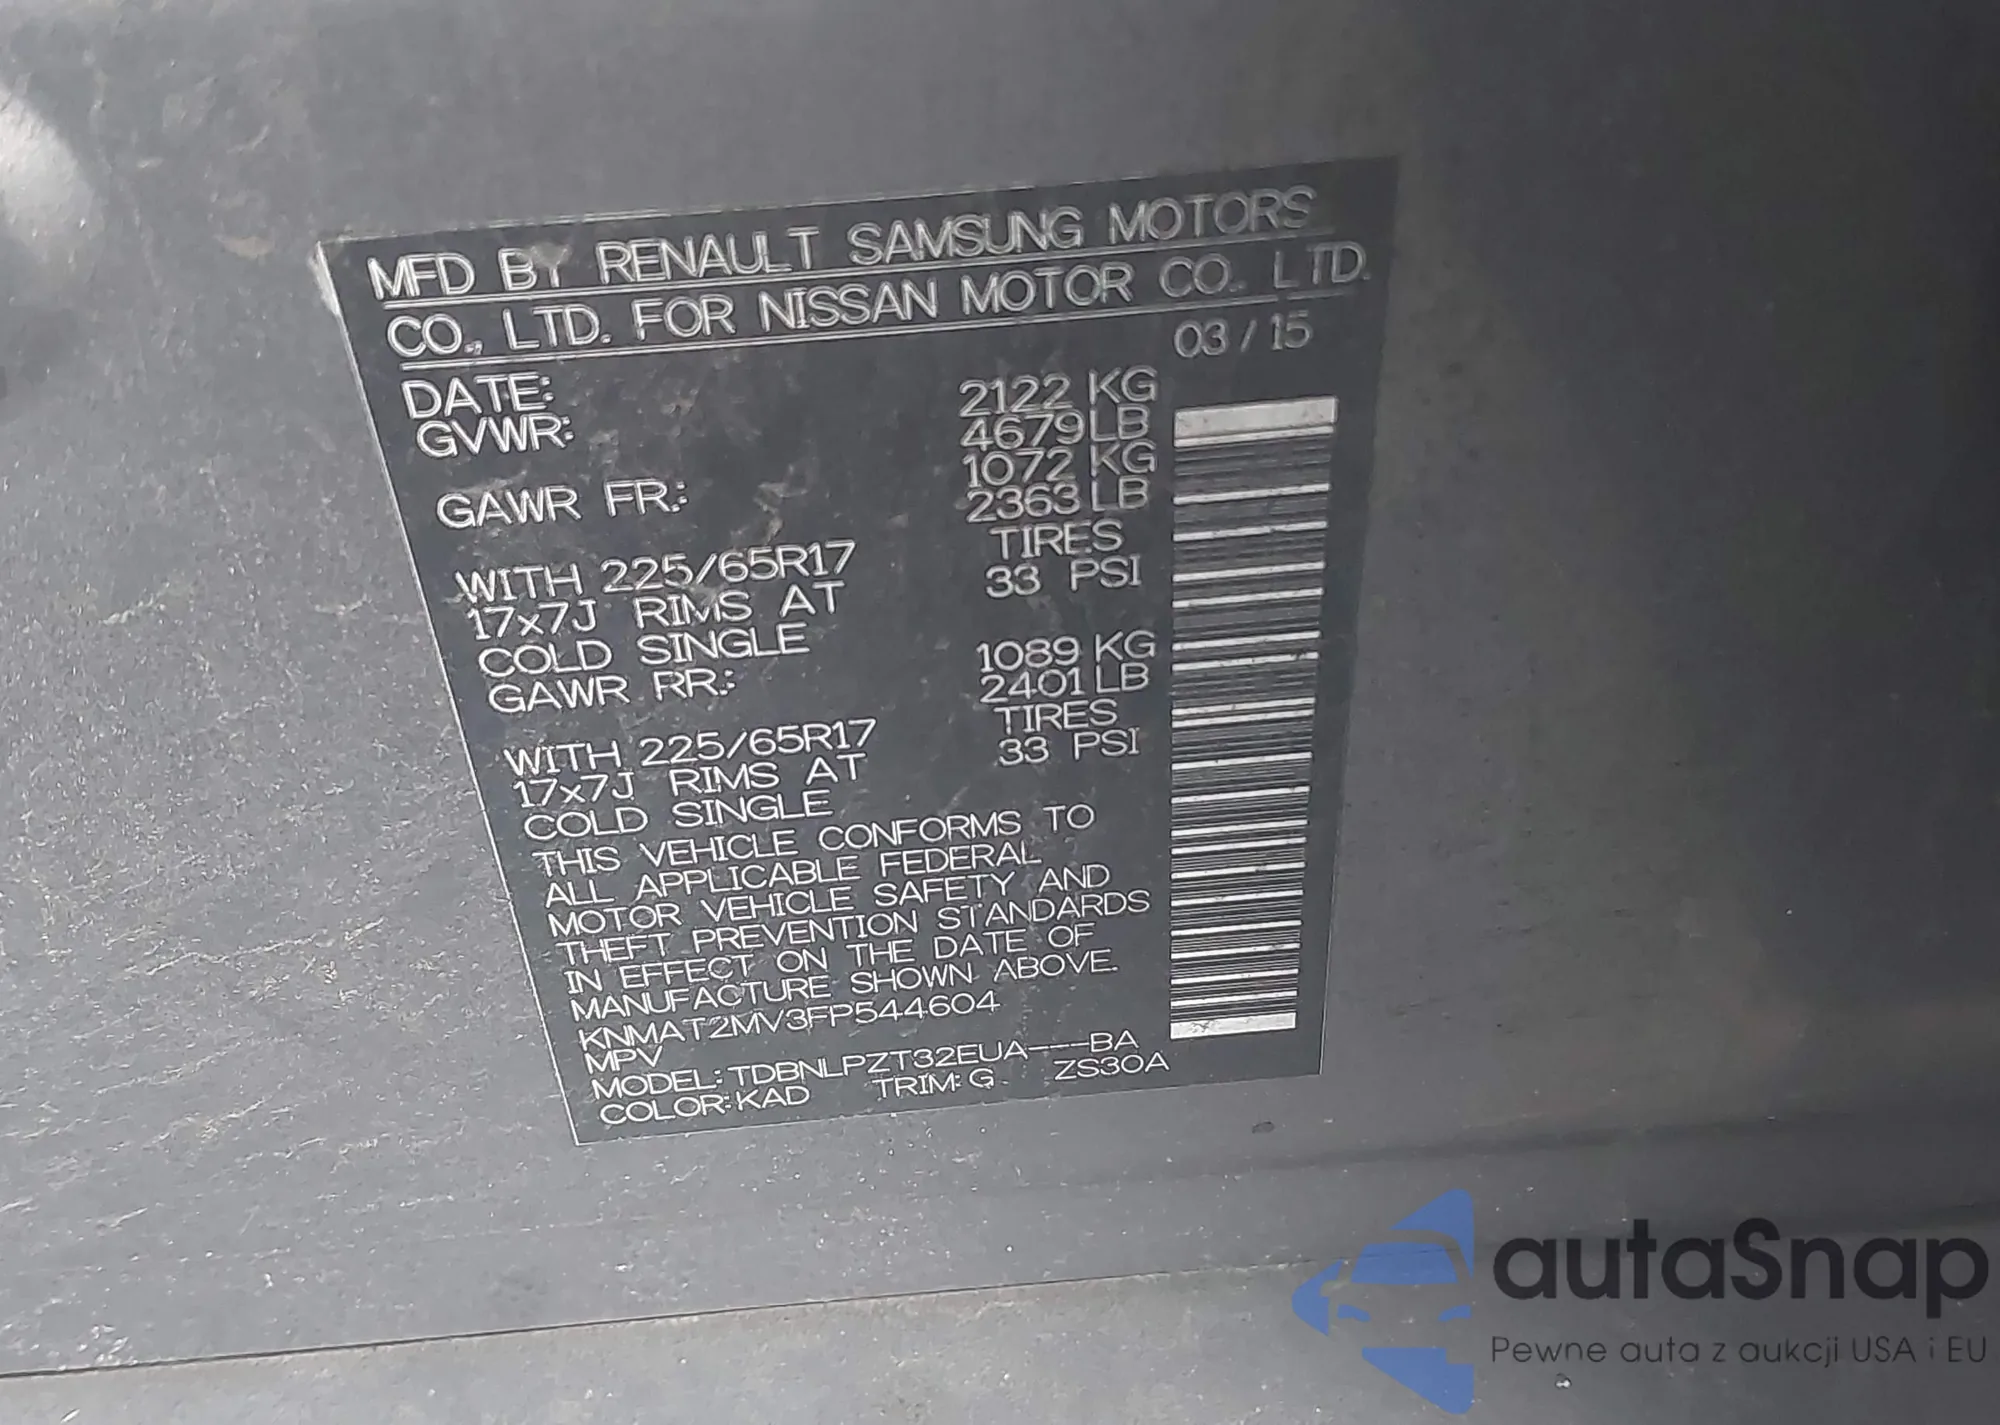 MFD BY RENAULT SAMSUNG MOTORS
CO., LTD. FOR NISSAN MOTOR CO., LTD.
DATE: 03 / 15
GVWR: 2122 KG
4679 LB
GAWR FR.: 1072 KG
2363 LB
WITH 225/65R17 TIRES
17x7J RIMS AT 33 PSI
COLD SINGLE
GAWR RR.: 1089 KG
2401 LB
WITH 225/65R17 TIRES
17x7J RIMS AT 33 PSI
COLD SINGLE
THIS VEHICLE CONFORMS TO
ALL APPLICABLE FEDERAL
MOTOR VEHICLE SAFETY AND
THEFT PREVENTION STANDARDS
IN EFFECT ON THE DATE OF
MANUFACTURE SHOWN ABOVE.
KNMAT2MV3FP544604
MPV
MODEL: TDBNLPZT32EUA---BA
COLOR: KAD TRIM: G ZS30A
autaSnap
Pewne auta z aukcji USA i EU